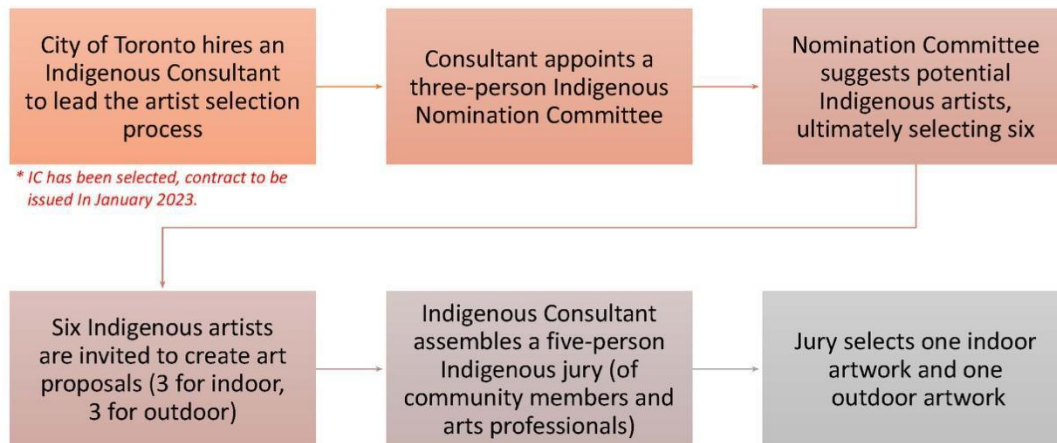 City of Toronto hires an
Indigenous Consultant
to lead the artist selection
process
* IC has been selected, contract to be
issued In January 2023.
Consultant appoints a
three-person Indigenous
Nomination Committee
Nomination Committee
suggests potential
Indigenous artists,
ultimately selecting six
Six Indigenous artists
are invited to create art
proposals (3 for indoor,
3 for outdoor)
Indigenous Consultant
assembles a five-person
Indigenous jury (of
community members and
arts professionals)
Jury selects one indoor
artwork and one
outdoor artwork